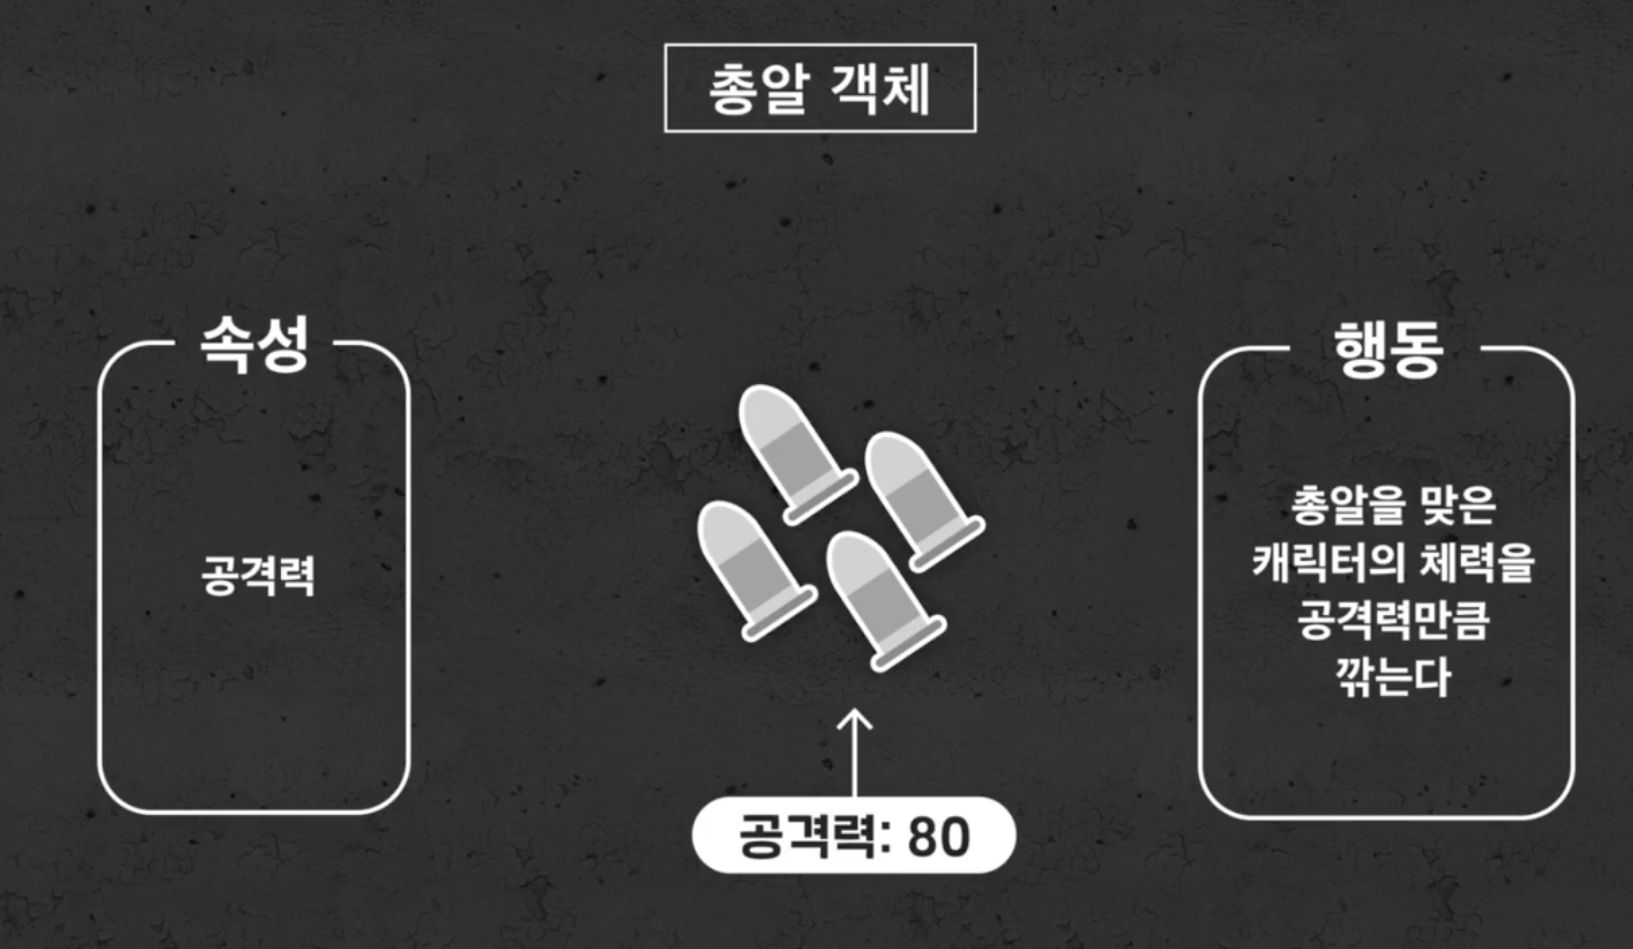 총알 객체
속성
공격력
행동
총알을 맞은
캐릭터의 체력을
공격력만큼
깎는다
공격력: 80